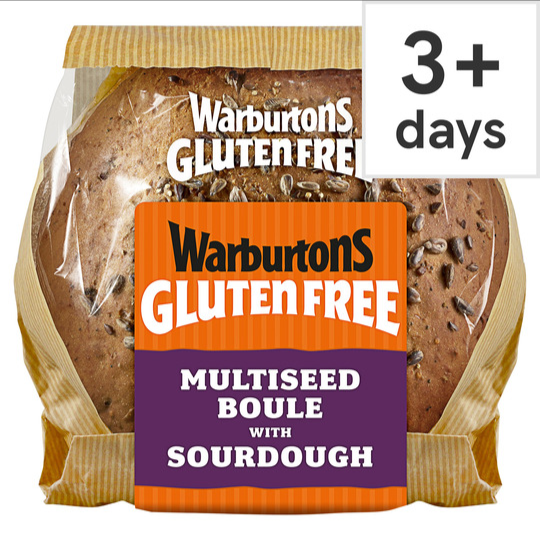 3+
days
Warburtons
GLUTEN FREE
Warburtons
GLUTEN FREE
MULTISEED
BOULE
WITH
SOURDOUGH